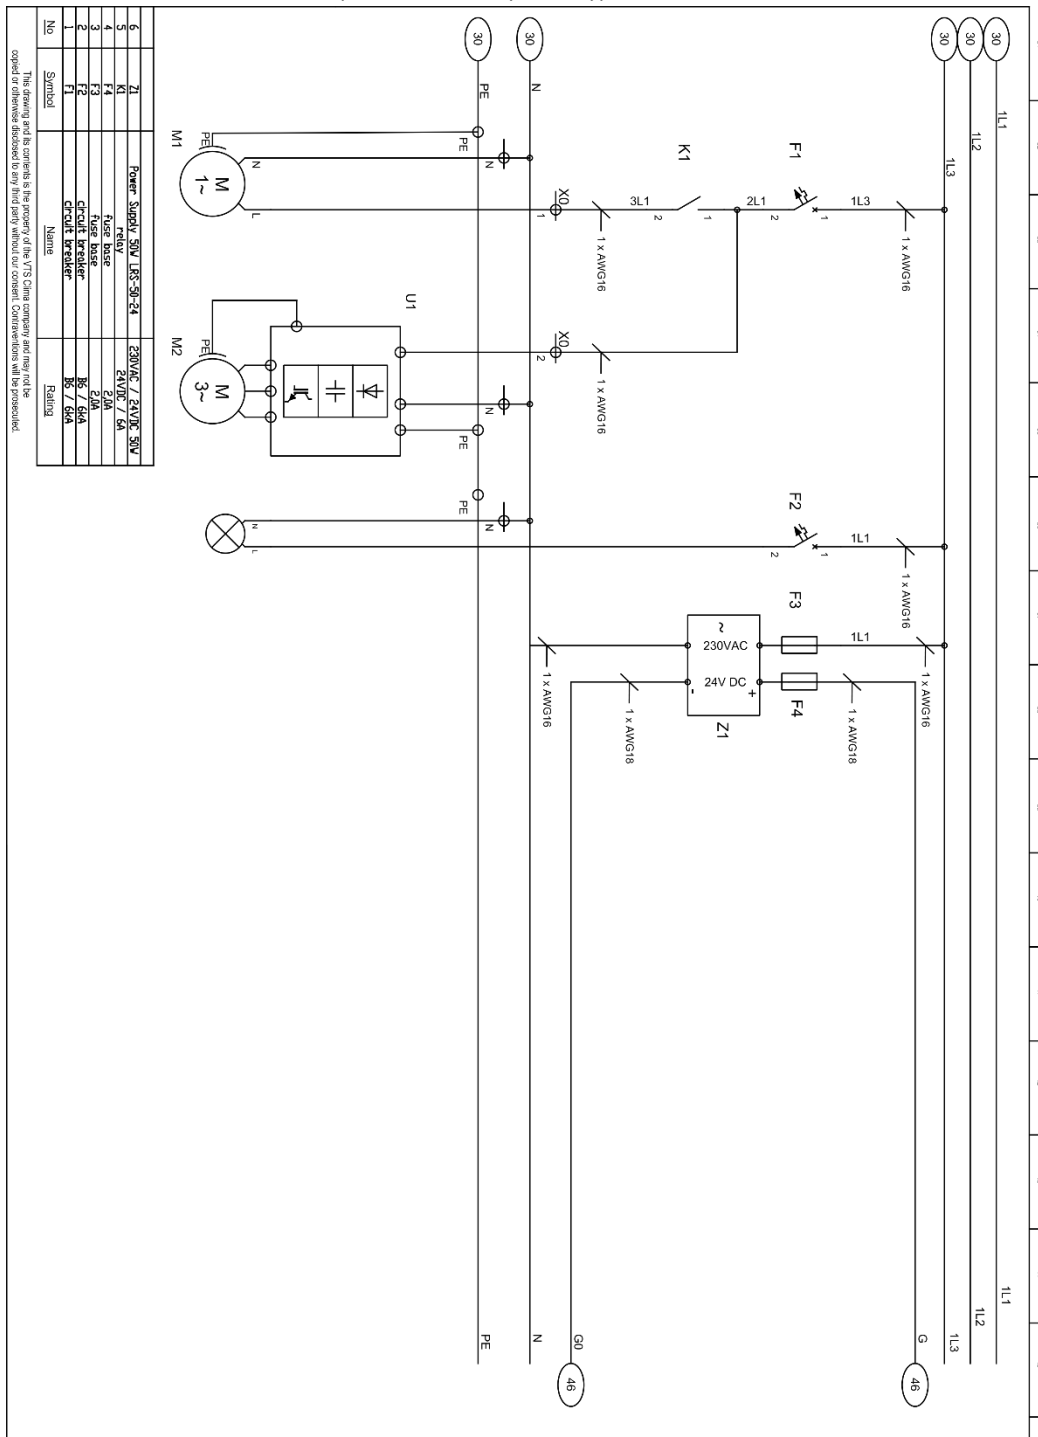 30
30
30
30
30
1L1
1L2
1L3
N
PE
F1
1L3
1 x AWG16
1
2
2L1
K1
1
2
3L1
1 x AWG16
X0
1
N
PE
M1
PE
M
1~
N
L
1 x AWG16
X0
2
U1
N
PE
M2
PE
M
3~
F2
1L1
1 x AWG16
1
2
N
PE
N
L
F3
1L1
1 x AWG16
~
230VAC
24V DC
-
+
Z1
F4
1 x AWG18
1 x AWG18
1 x AWG16
1L1
1L2
1L3
G
46
G0
46
N
PE
6 Z1 Power Supply 50W LRS-50-24 230VAC / 24VDC 50W
5 K1 relay 24VDC / 6A
4 F4 fuse base 2,0A
3 F3 fuse base 2,0A
2 F2 circuit breaker B6 / 6kA
1 F1 circuit breaker B6 / 6kA
No Symbol Name Rating
This drawing and its contents is the property of the VTS Clima company and may not be
copied or otherwise disclosed to any third party without our consent. Contraventions will be prosecuted.